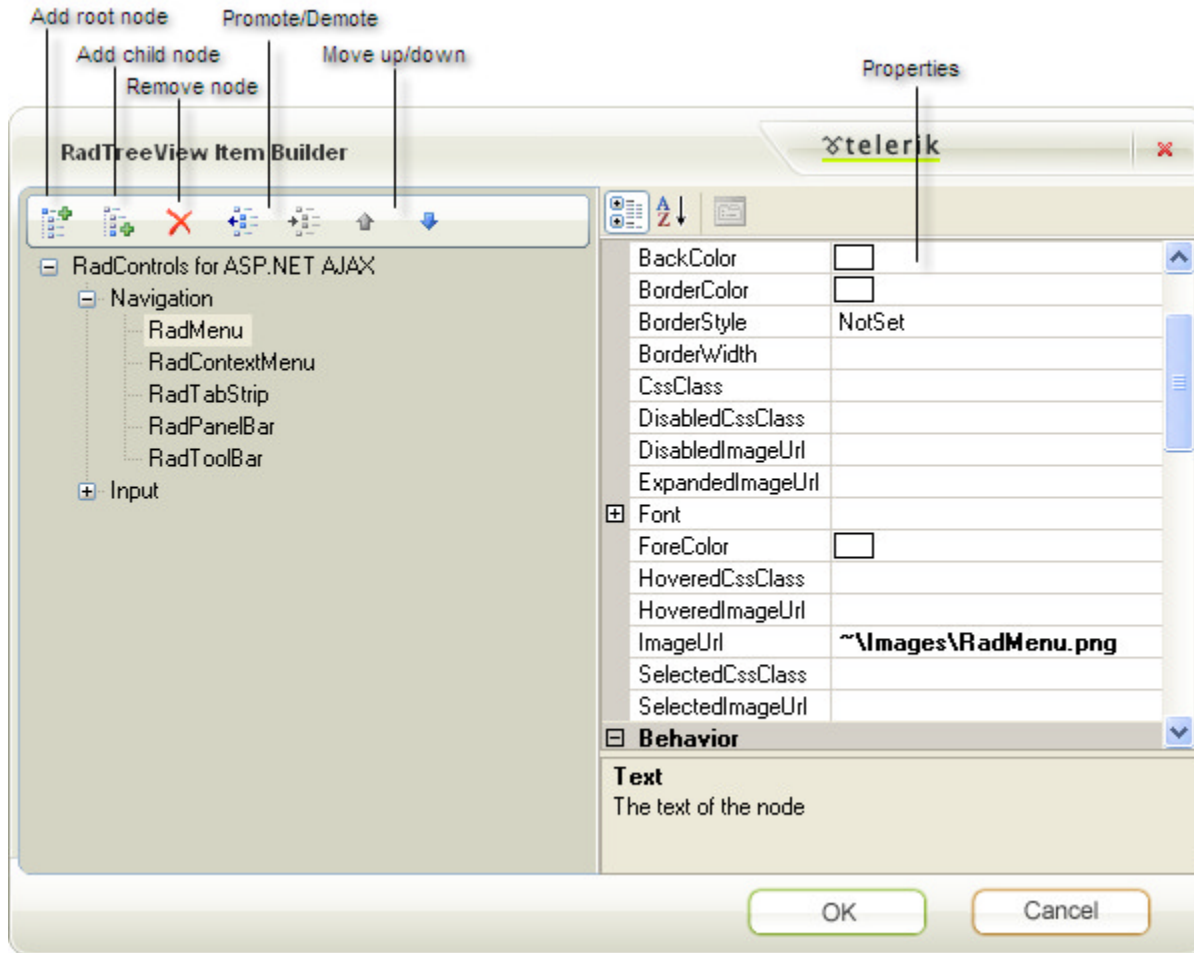 Add root node
Promote/Demote
Add child node
Move up/down
Remove node
Properties
RadTreeView Item Builder
telerik
RadControls for ASP.NET AJAX
Navigation
RadMenu
RadContextMenu
RadTabStrip
RadPanelBar
RadToolBar
Input
A
Z
BackColor
BorderColor
BorderStyle NotSet
BorderWidth
CssClass
DisabledCssClass
DisabledImageUrl
ExpandedImageUrl
Font
ForeColor
HoveredCssClass
HoveredImageUrl
ImageUrl ~\Images\RadMenu.png
SelectedCssClass
SelectedImageUrl
Behavior
Text
The text of the node
OK
Cancel